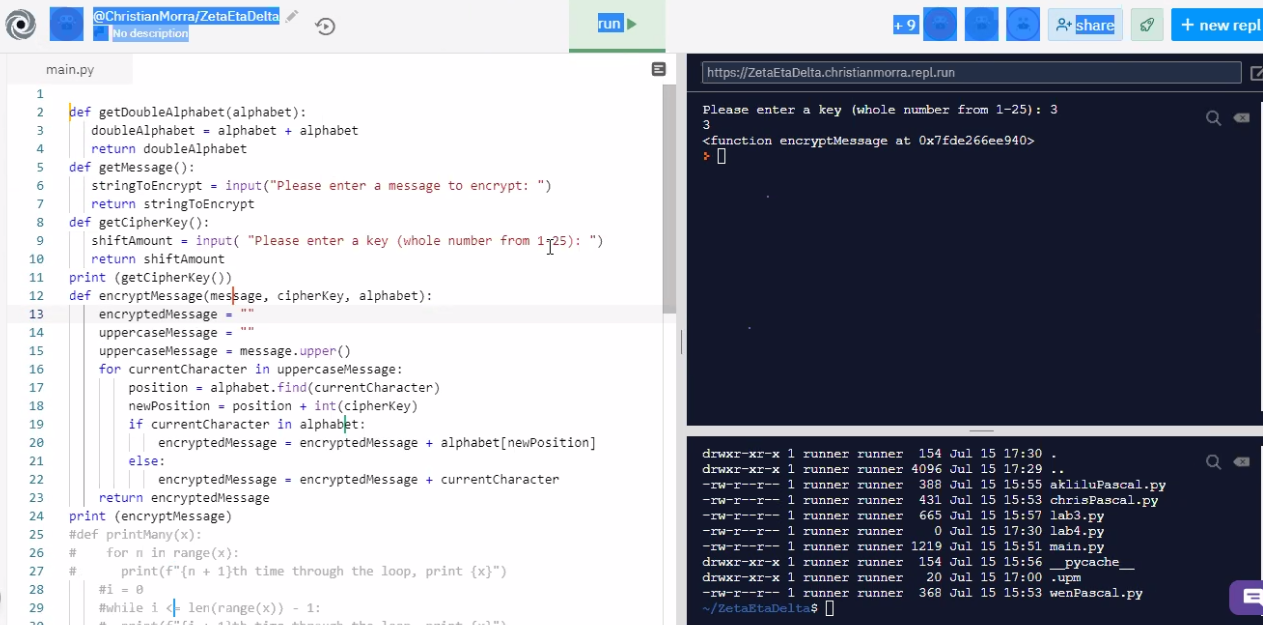 @ChristianMorra/ZetaEtaDelta
No description
run
+ 9
share
+ new repl
main.py
1
2 def getDoubleAlphabet(alphabet):
3 doubleAlphabet = alphabet + alphabet
4 return doubleAlphabet
5 def getMessage():
6 stringToEncrypt = input("Please enter a message to encrypt: ")
7 return stringToEncrypt
8 def getCipherKey():
9 shiftAmount = input( "Please enter a key (whole number from 1-25): ")
10 return shiftAmount
11 print (getCipherKey())
12 def encryptMessage(message, cipherKey, alphabet):
13 encryptedMessage = ""
14 uppercaseMessage = ""
15 uppercaseMessage = message.upper()
16 for currentCharacter in uppercaseMessage:
17 position = alphabet.find(currentCharacter)
18 newPosition = position + int(cipherKey)
19 if currentCharacter in alphabet:
20 encryptedMessage = encryptedMessage + alphabet[newPosition]
21 else:
22 encryptedMessage = encryptedMessage + currentCharacter
23 return encryptedMessage
24 print (encryptMessage)
25 #def printMany(x):
26 # for n in range(x):
27 # print(f"{n + 1}th time through the loop, print {x}")
28 #i = 0
29 #while i <= len(range(x)) - 1:
# print(f"{i + 1}th time through the loop, print {x}")
https://ZetaEtaDelta.christianmorra.repl.run
Please enter a key (whole number from 1-25): 3
3
<function encryptMessage at 0x7fde266ee940>
drwxr-xr-x 1 runner runner 154 Jul 15 17:30 .
drwxr-xr-x 1 runner runner 4096 Jul 15 17:29 ..
-rw-r--r-- 1 runner runner 388 Jul 15 15:55 akliluPascal.py
-rw-r--r-- 1 runner runner 431 Jul 15 15:53 chrisPascal.py
-rw-r--r-- 1 runner runner 665 Jul 15 15:57 lab3.py
-rw-r--r-- 1 runner runner 0 Jul 15 17:30 lab4.py
-rw-r--r-- 1 runner runner 1219 Jul 15 15:51 main.py
drwxr-xr-x 1 runner runner 154 Jul 15 15:56 __pycache__
drwxr-xr-x 1 runner runner 20 Jul 15 17:00 .upm
-rw-r--r-- 1 runner runner 368 Jul 15 15:53 wenPascal.py
~/ZetaEtaDelta$